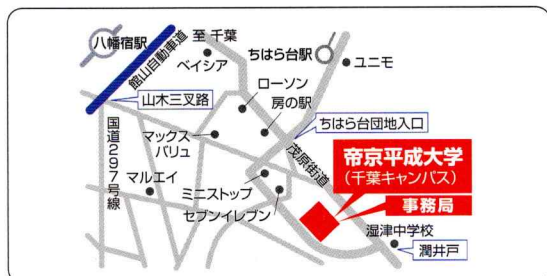 八幡宿駅
館山自動車道
至 千葉
ベイシア
ちはら台駅
ユニモ
ローソン
房の駅
山木三叉路
ちはら台団地入口
国道297号線
マックス
バリュ
茂原街道
帝京平成大学
(千葉キャンパス)
マルエイ
ミニストップ
セブンイレブン
事務局
湿津中学校
潤井戸